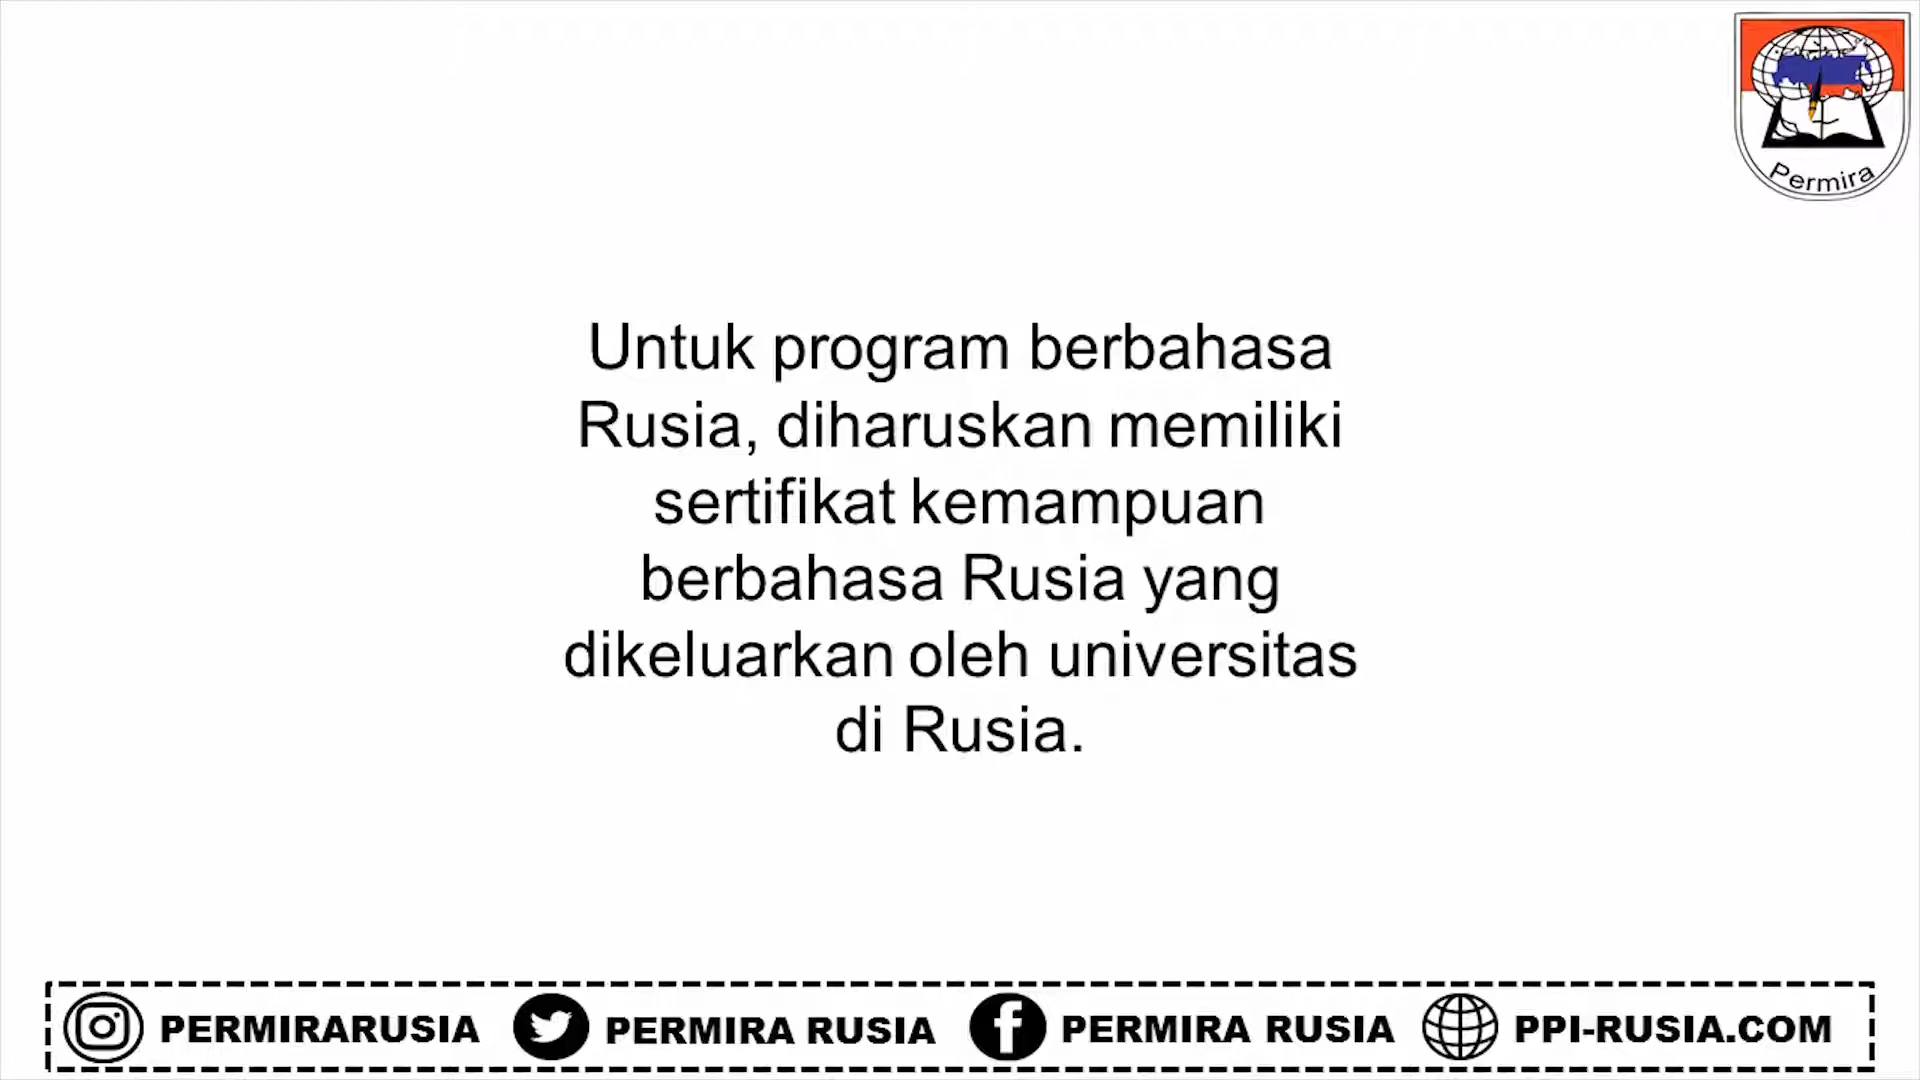 Permira
Untuk program berbahasa
Rusia, diharuskan memiliki
sertifikat kemampuan
berbahasa Rusia yang
dikeluarkan oleh universitas
di Rusia.
PERMIRARUSIA PERMIRA RUSIA PERMIRA RUSIA PPI-RUSIA.COM